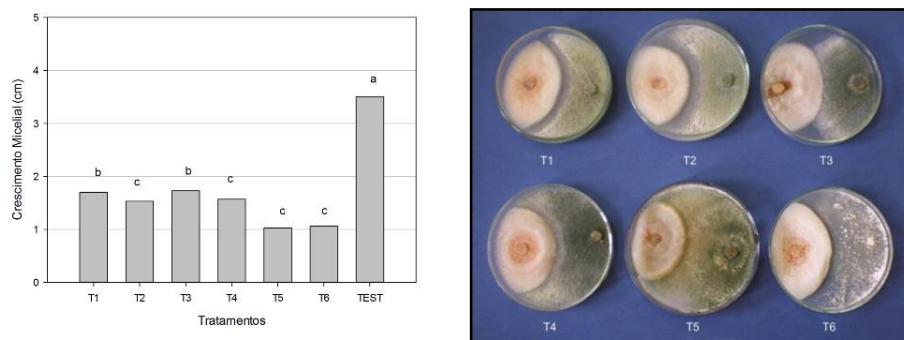 5
4
3
2
1
0
Crescimento Micelial (cm)
b
c
b
c
c
c
a
T1 T2 T3 T4 T5 T6 TEST
Tratamentos
T1 T2 T3
T4 T5 T6